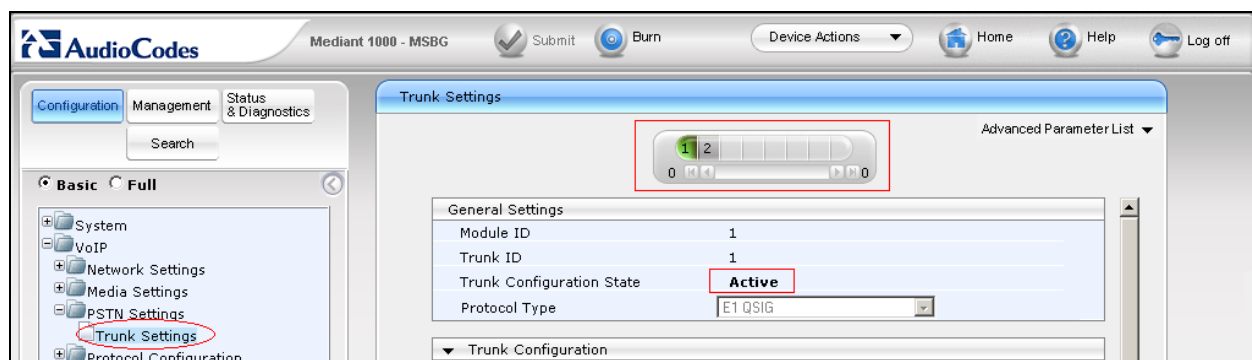 AudioCodes
Mediant 1000 - MSBG
Submit
Burn
Device Actions
Home
Help
Log off
Configuration
Management
Status
& Diagnostics
Search
Basic
Full
System
VoIP
Network Settings
Media Settings
PSTN Settings
Trunk Settings
Protocol Configuration
Trunk Settings
Advanced Parameter List
1 2
0 0
General Settings
Module ID 1
Trunk ID 1
Trunk Configuration State Active
Protocol Type E1 QSIG
Trunk Configuration